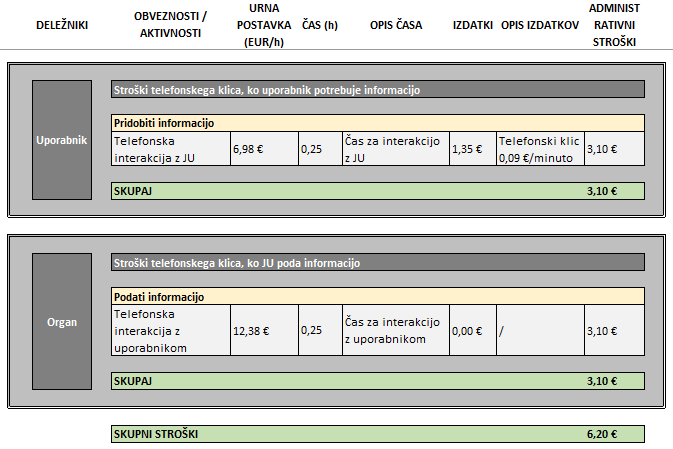 DELEŽNIKI
OBVEZNOSTI /
AKTIVNOSTI
URNA
POSTAVKA
(EUR/h)
ČAS (h)
OPIS ČASA
IZDATKI
OPIS IZDATKOV
ADMINIST
RATIVNI
STROŠKI
Uporabnik
Stroški telefonskega klica, ko uporabnik potrebuje informacijo
Pridobiti informacijo
Telefonska
interakcija z JU
6,98 €
0,25
Čas za interakcijo
z JU
1,35 €
Telefonski klic
0,09 €/minuto
3,10 €
SKUPAJ
3,10 €
Organ
Stroški telefonskega klica, ko JU poda informacijo
Podati informacijo
Telefonska
interakcija z
uporabnikom
12,38 €
0,25
Čas za interakcijo
z uporabnikom
0,00 €
/
3,10 €
SKUPAJ
3,10 €
SKUPNI STROŠKI
6,20 €